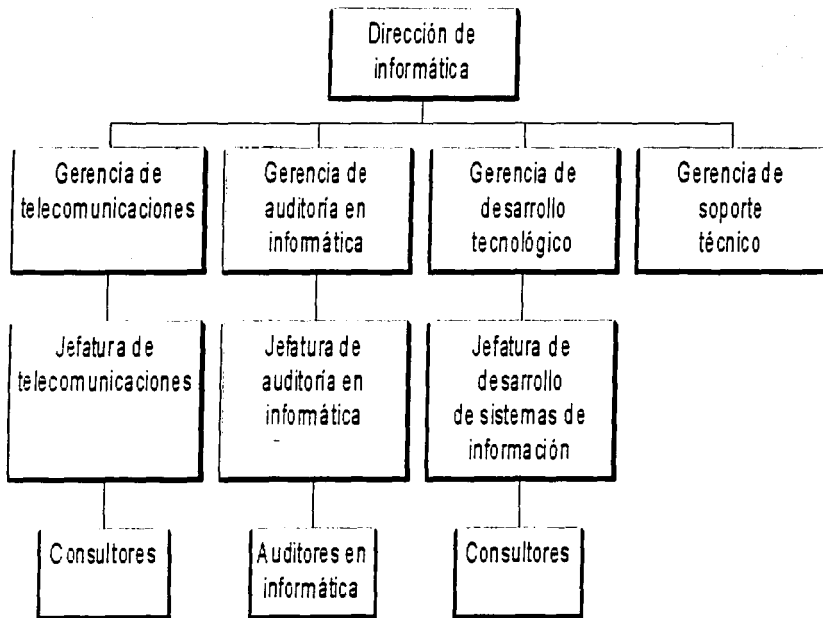 Dirección de
informática
Gerencia de
telecomunicaciones
Gerencia de
auditoría en
informática
Gerencia de
desarrollo
tecnológico
Gerencia de
soporte
técnico
Jefatura de
telecomunicaciones
Jefatura de
auditoría en
informática
Jefatura de
desarrollo
de sistemas de
información
Consultores
Auditores en
informática
Consultores